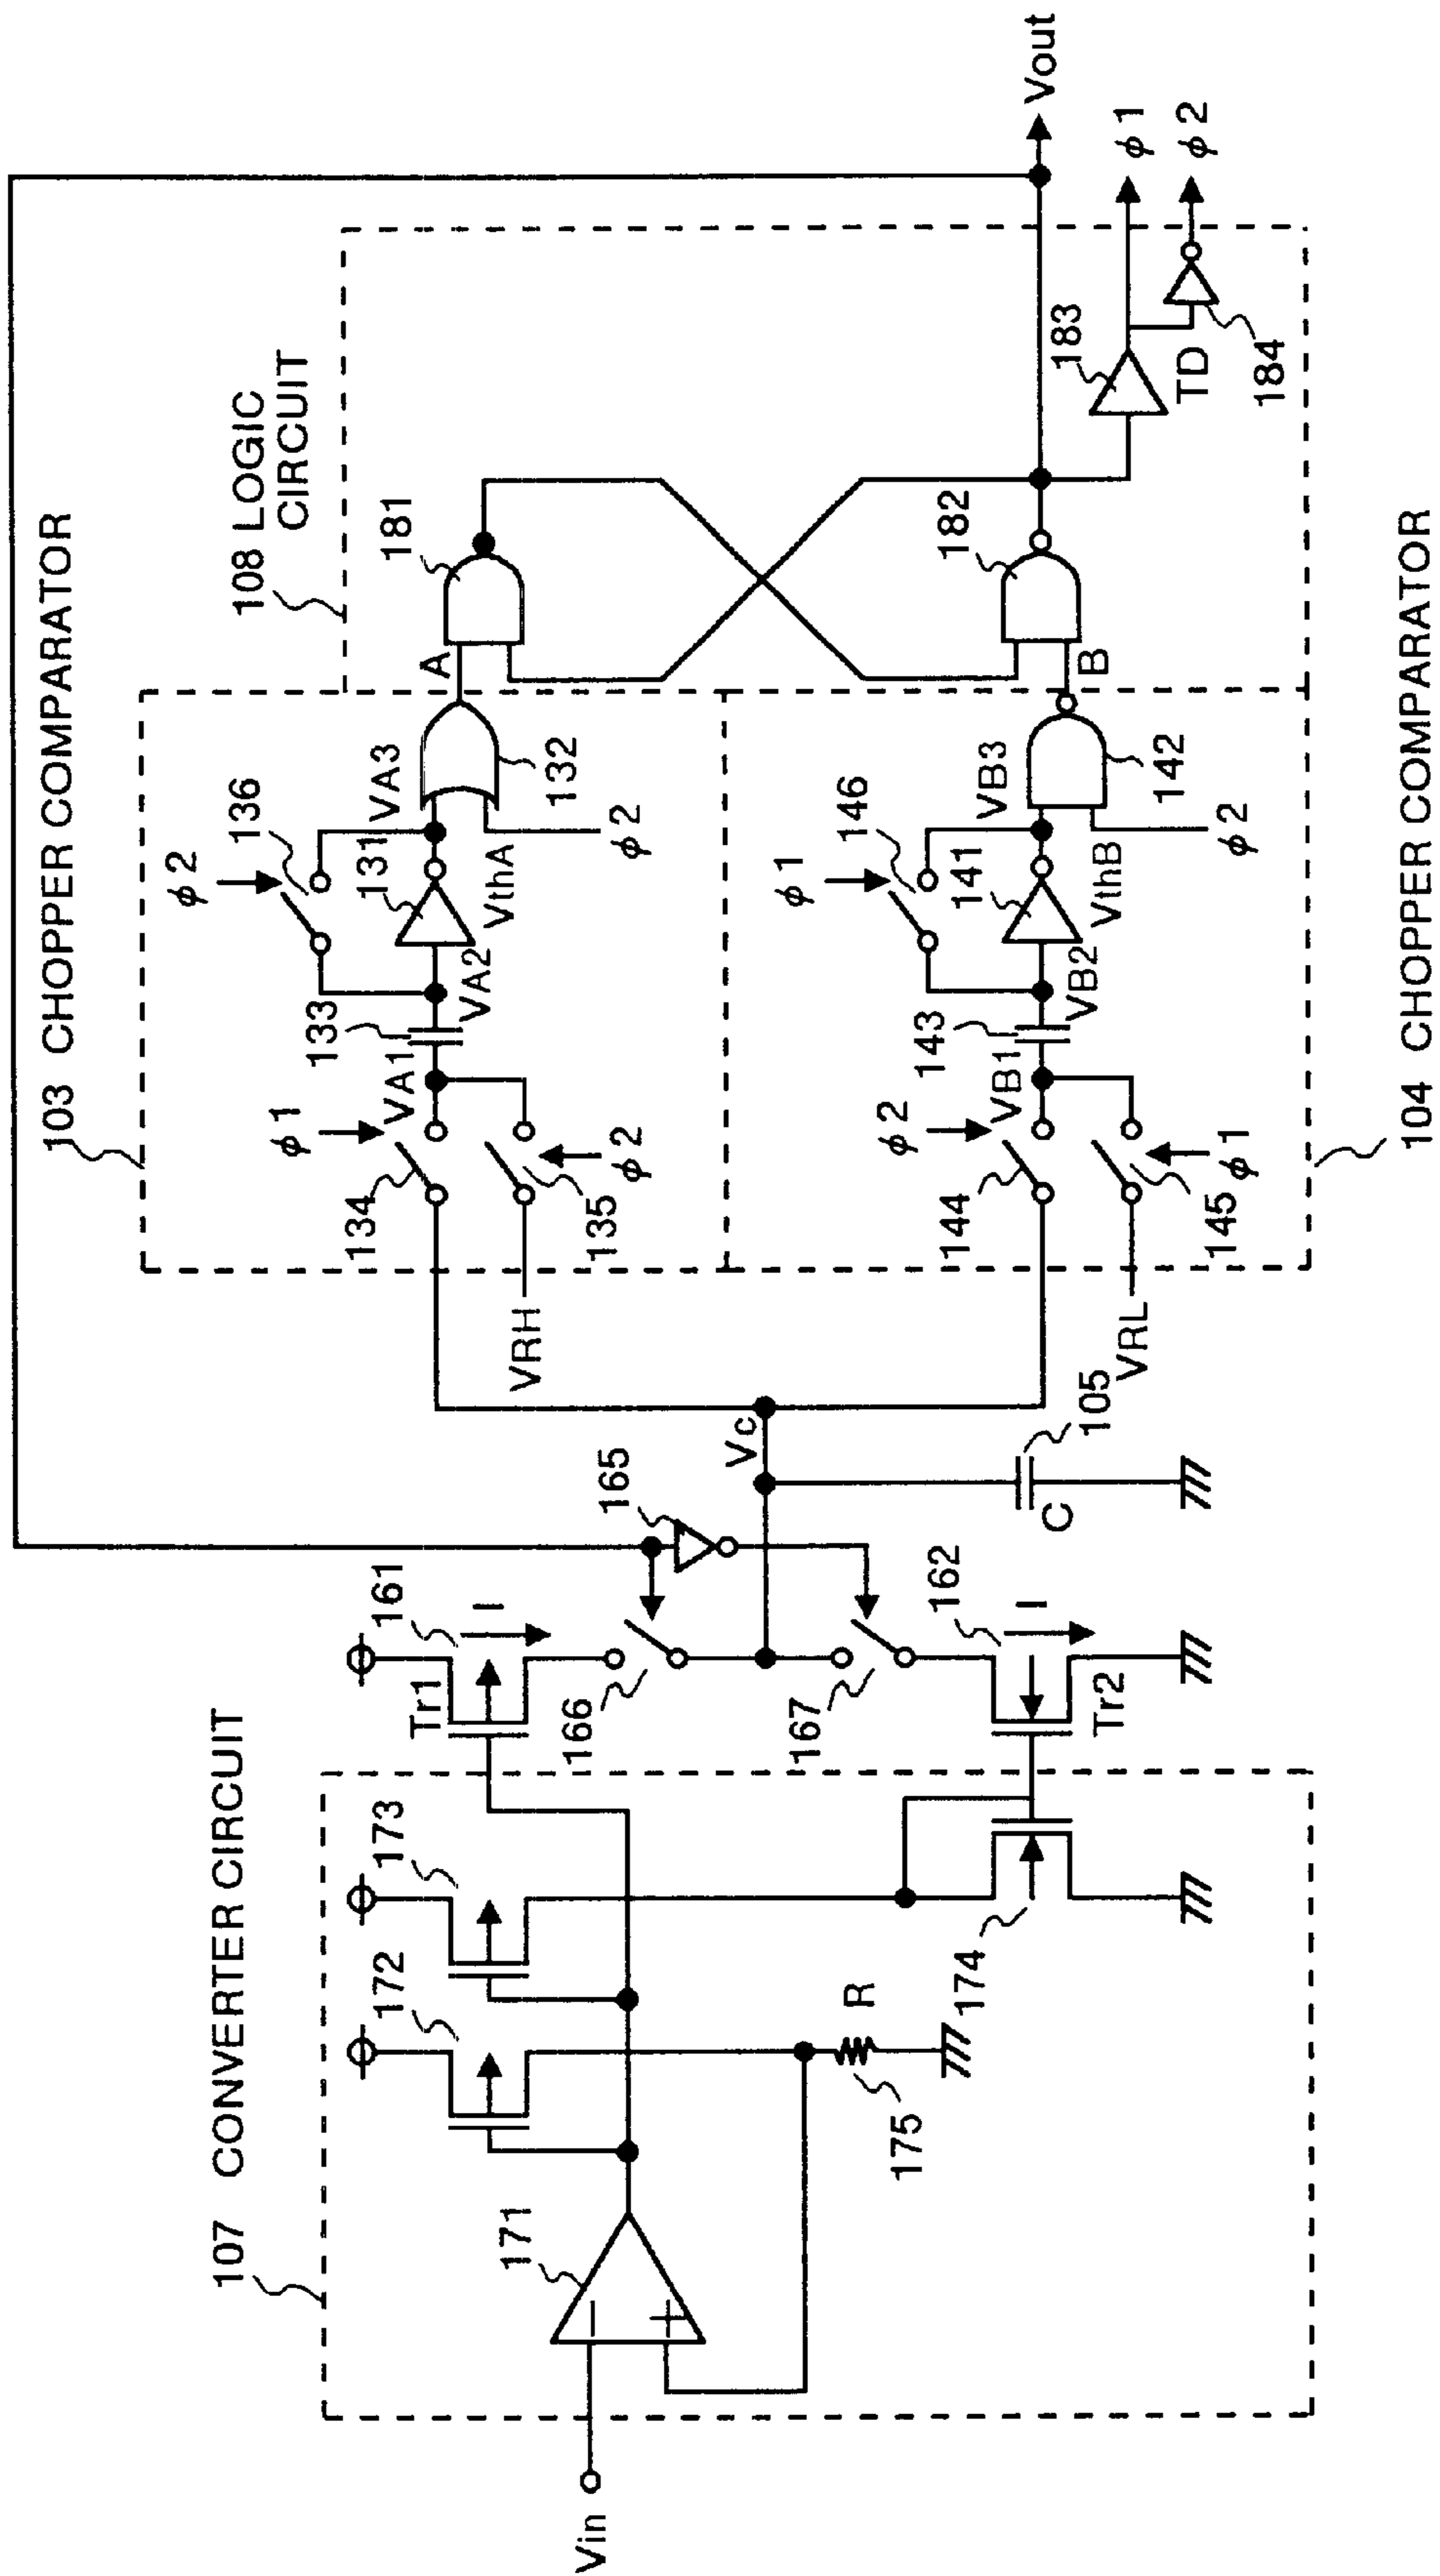 103 CHOPPER COMPARATOR
108 LOGIC
CIRCUIT
107 CONVERTER CIRCUIT
104 CHOPPER COMPARATOR
Vin
171
172
173
174
175
R
Tr1
161
I
166
165
167
162
I
Tr2
Vc
C
105
VRH
VRL
φ1
134
135
φ2
VA1
133
VA2
φ2
136
131
VthA
VA3
132
φ2
A
φ2
144
145
φ1
VB1
143
VB2
φ1
146
141
VthB
VB3
142
φ2
B
181
182
183
TD
184
Vout
φ1
φ2